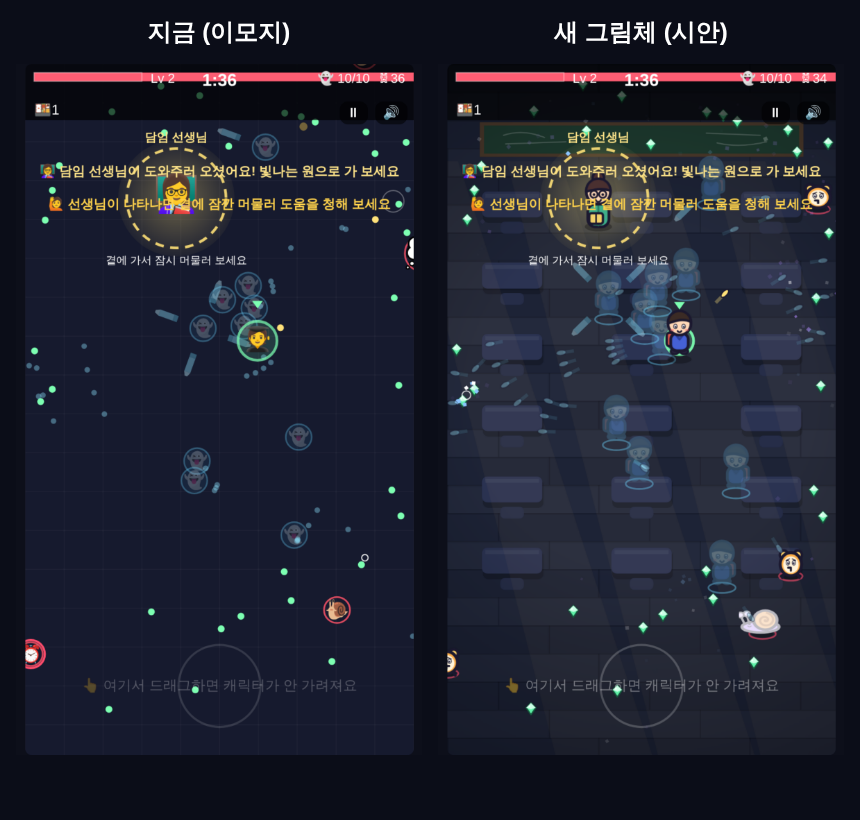 지금 (이모지)
Lv 2 1:36 10/10 36
1
담임 선생님
담임 선생님이 도와주러 오셨어요! 빛나는 원으로 가 보세요
선생님이 나타나면 곁에 잠깐 머물러 도움을 청해 보세요
곁에 가서 잠시 머물러 보세요
여기서 드래그하면 캐릭터가 안 가려져요
새 그림체 (시안)
Lv 2 1:36 10/10 34
1
담임 선생님
담임 선생님이 도와주러 오셨어요! 빛나는 원으로 가 보세요
선생님이 나타나면 곁에 잠깐 머물러 도움을 청해 보세요
곁에 가서 잠시 머물러 보세요
여기서 드래그하면 캐릭터가 안 가려져요